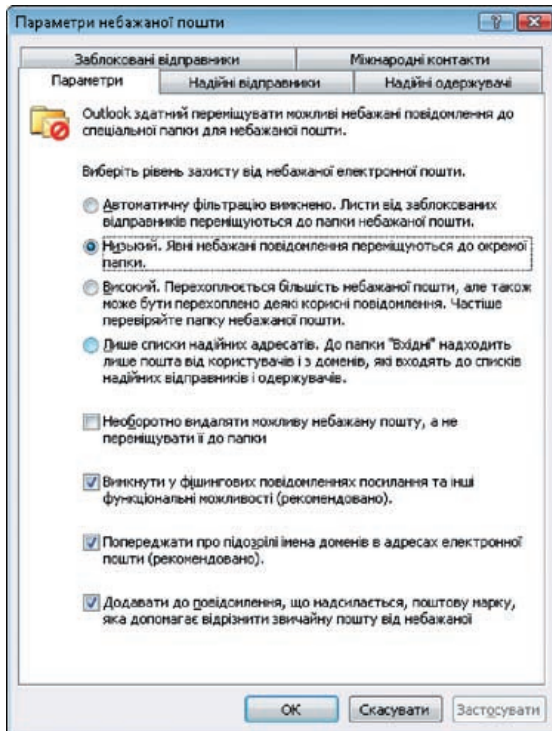 Параметри небажаної пошти
Заблоковані відправники
Міжнародні контакти
Параметри
Надійні відправники
Надійні одержувачі
Outlook здатний переміщувати можливі небажані повідомлення до
спеціальної папки для небажаної пошти.
Виберіть рівень захисту від небажаної електронної пошти.
Автоматичну фільтрацію вимкнено. Листи від заблокованих
відправників переміщуються до папки небажаної пошти.
Низький. Явні небажані повідомлення переміщуються до окремої
папки.
Високий. Перехоплюється більшість небажаної пошти, але також
може бути перехоплено деякі корисні повідомлення. Частіше
перевіряйте папку небажаної пошти.
Лише списки надійних адресатів. До папки "Вхідні" надходить
лише пошта від користувачів і з доменів, які входять до списків
надійних відправників і одержувачів.
Необоротно видаляти можливу небажану пошту, а не
переміщувати її до папки
Вимкнути у фішингових повідомленнях посилання та інші
функціональні можливості (рекомендовано).
Попереджати про підозрілі імена доменів в адресах електронної
пошти (рекомендовано).
Додавати до повідомлення, що надсилається, поштову марку,
яка допомагає відрізнити звичайну пошту від небажаної
ОК
Скасувати
Застосувати